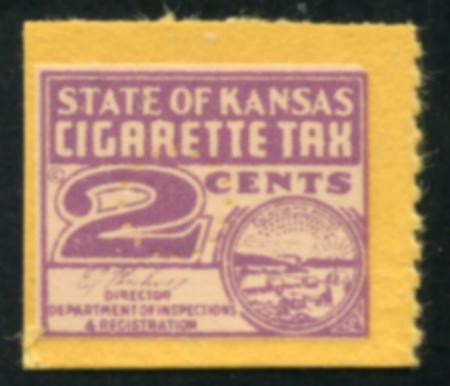 STATE OF KANSAS
CIGARETTE TAX
2 CENTS
DIRECTOR
DEPARTMENT OF INSPECTIONS
& REGISTRATION